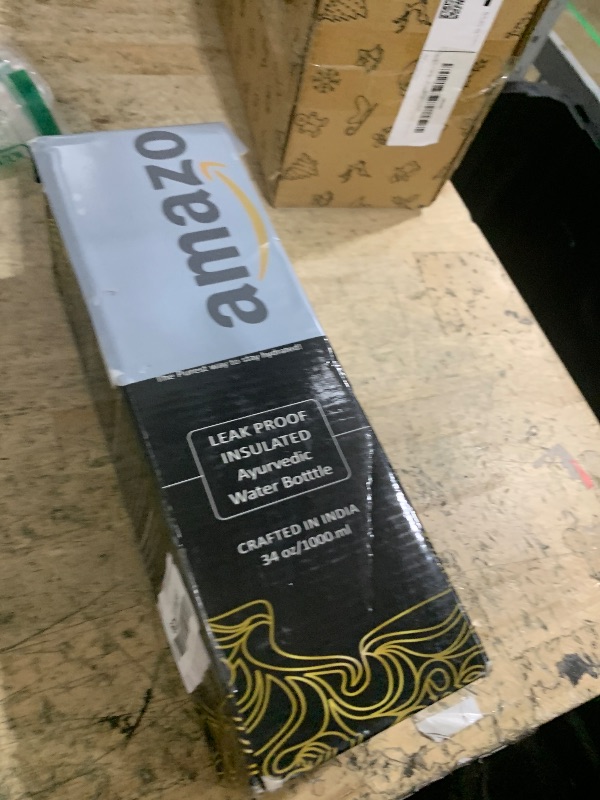 amazo
The Purest way to stay hydrated!
LEAK PROOF
INSULATED
Ayurvedic
Water Botttle
CRAFTED IN INDIA
34 oz/1000 ml